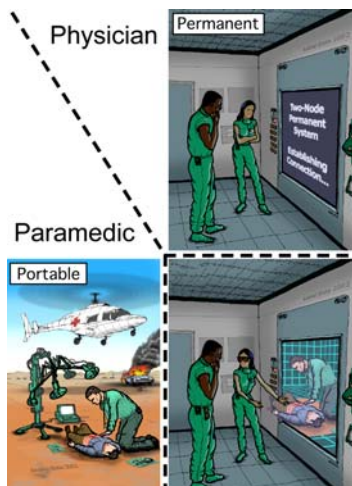 Physician
Permanent
Two-Node
Permanent
System
Establishing
Connection...
Paramedic
Portable